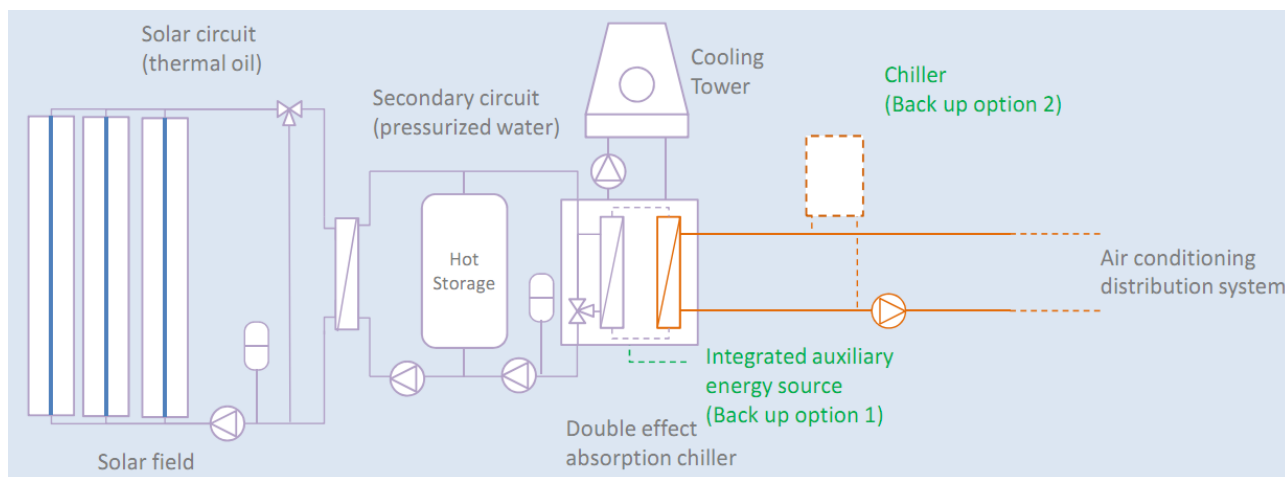 Solar circuit
(thermal oil)
Secondary circuit
(pressurized water)
Cooling
Tower
Chiller
(Back up option 2)
Hot
Storage
Air conditioning
distribution system
Integrated auxiliary
energy source
(Back up option 1)
Double effect
absorption chiller
Solar field